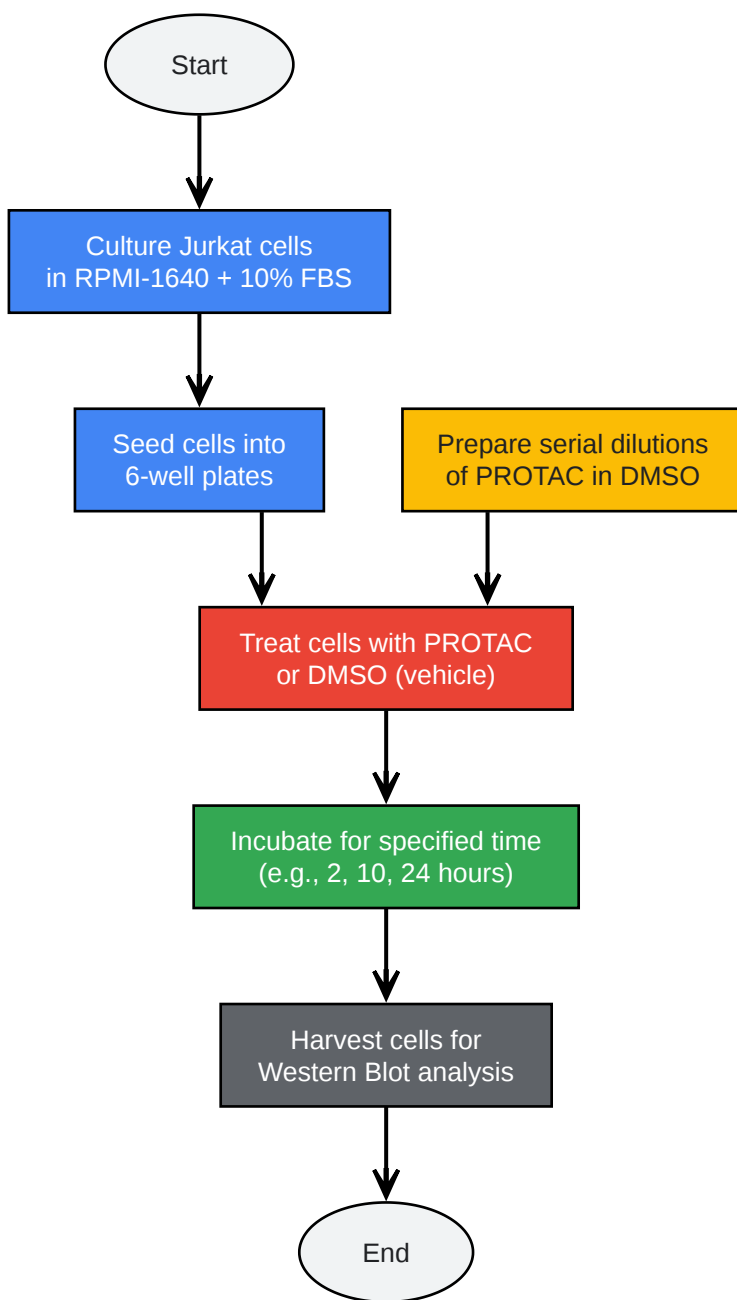 Start
Culture Jurkat cells
in RPMI-1640 + 10% FBS
Seed cells into
6-well plates
Prepare serial dilutions
of PROTAC in DMSO
Treat cells with PROTAC
or DMSO (vehicle)
Incubate for specified time
(e.g., 2, 10, 24 hours)
Harvest cells for
Western Blot analysis
End